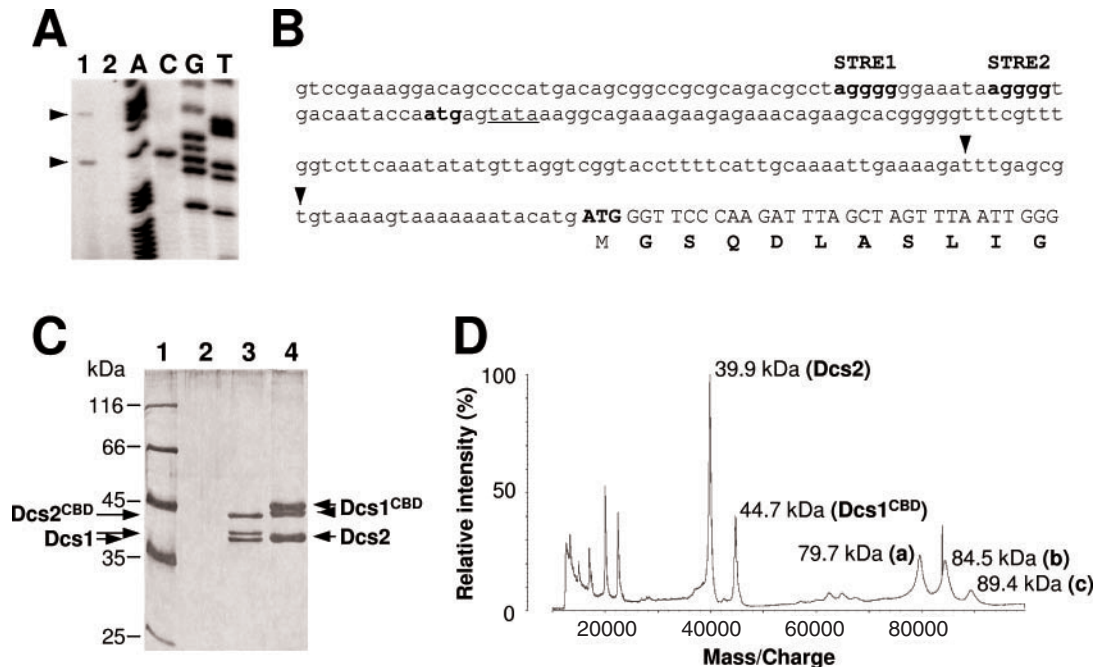 A
1 2 A C G T
B
STRE1 STRE2
gtccgaaaggacagccccatgacagcggccgcgcagacgcctaggggggaaataaggggt
gacaataccaatgagtataaaggcagaaagaagagaaacagaagcacgggggtttcgttt
ggtcttcaaatatatgttaggtcggtaccttttcattgcaaaattgaaaagatttgagcg
tgtaaaagtaaaaaaatacatgATG GGT TCC CAA GAT TTA GCT AGT TTA ATT GGG
M G S Q D L A S L I G
C
kDa 1 2 3 4
116
66
45
Dcs2CBD Dcs1CBD
Dcs1 Dcs2
35
25
D
Relative intensity (%)
100
50
0
39.9 kDa (Dcs2)
44.7 kDa (Dcs1CBD)
79.7 kDa (a)
84.5 kDa (b)
89.4 kDa (c)
20000 40000 60000 80000
Mass/Charge